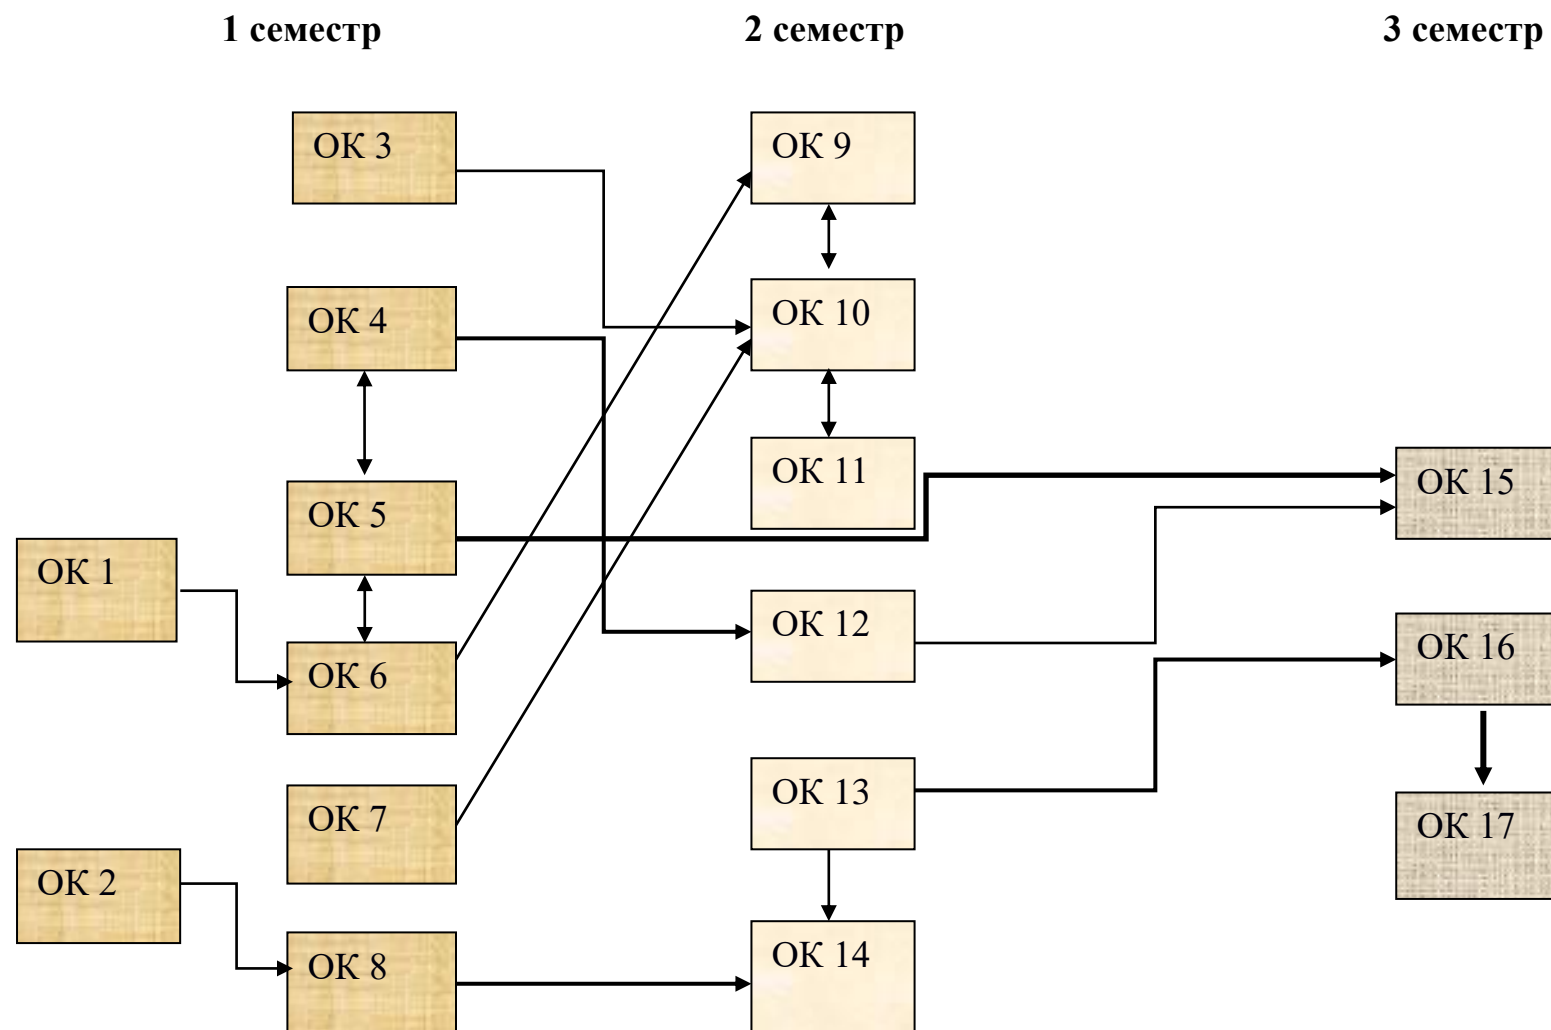 1 семестр
2 семестр
3 семестр
ОК 3
ОК 9
ОК 4
ОК 10
ОК 5
ОК 11
ОК 15
ОК 1
ОК 6
ОК 12
ОК 16
ОК 7
ОК 13
ОК 17
ОК 2
ОК 8
ОК 14